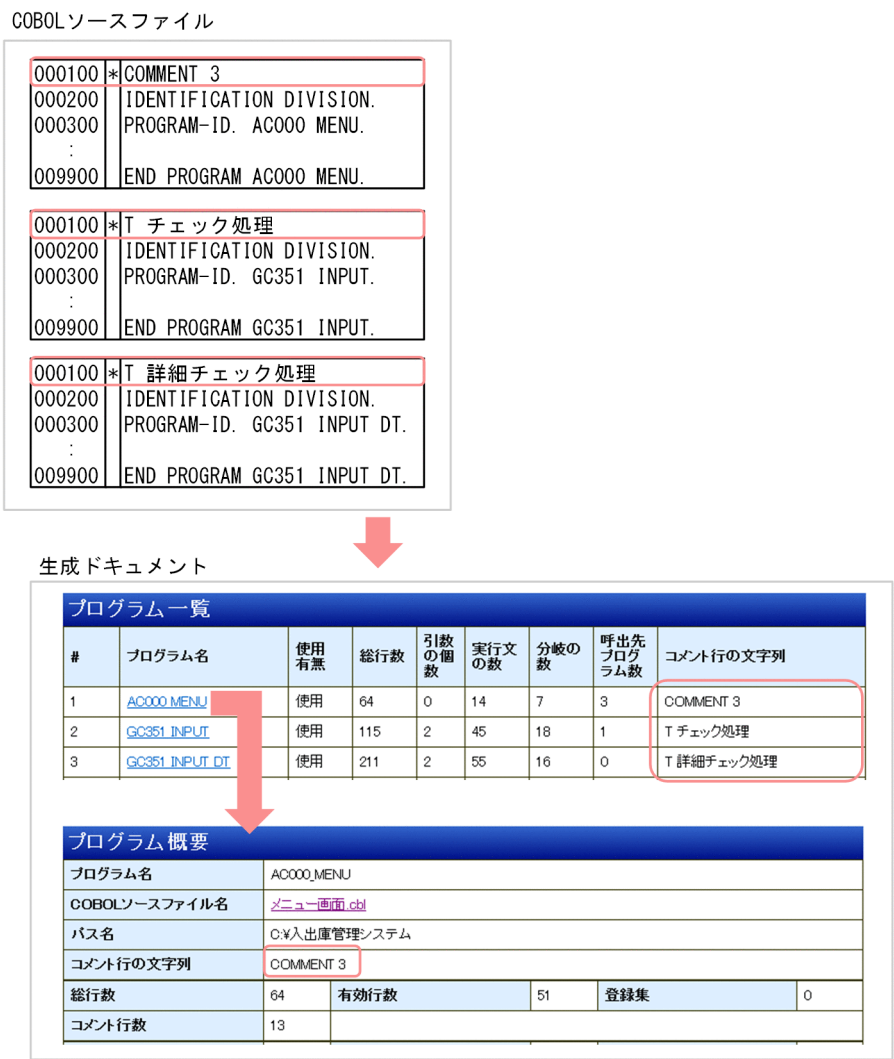 COBOLソースファイル
000100 * COMMENT 3
000200 IDENTIFICATION DIVISION.
000300 PROGRAM-ID. AC000 MENU.
:
009900 END PROGRAM AC000 MENU.
000100 * T チェック処理
000200 IDENTIFICATION DIVISION.
000300 PROGRAM-ID. GC351 INPUT.
:
009900 END PROGRAM GC351 INPUT.
000100 * T 詳細チェック処理
000200 IDENTIFICATION DIVISION.
000300 PROGRAM-ID. GC351 INPUT DT.
:
009900 END PROGRAM GC351 INPUT DT.
生成ドキュメント
プログラム一覧
# プログラム名 使用有無 総行数 引数の個数 実行文の数 分岐の数 呼出先プログラム数 コメント行の文字列
1 AC000 MENU 使用 64 0 14 7 3 COMMENT 3
2 GC351 INPUT 使用 115 2 45 18 1 T チェック処理
3 GC351 INPUT DT 使用 211 2 55 16 0 T 詳細チェック処理
プログラム概要
プログラム名 AC000_MENU
COBOLソースファイル名 メニュー画面.cbl
パス名 C:¥入出庫管理システム
コメント行の文字列 COMMENT 3
総行数 64 有効行数 51 登録集 0
コメント行数 13